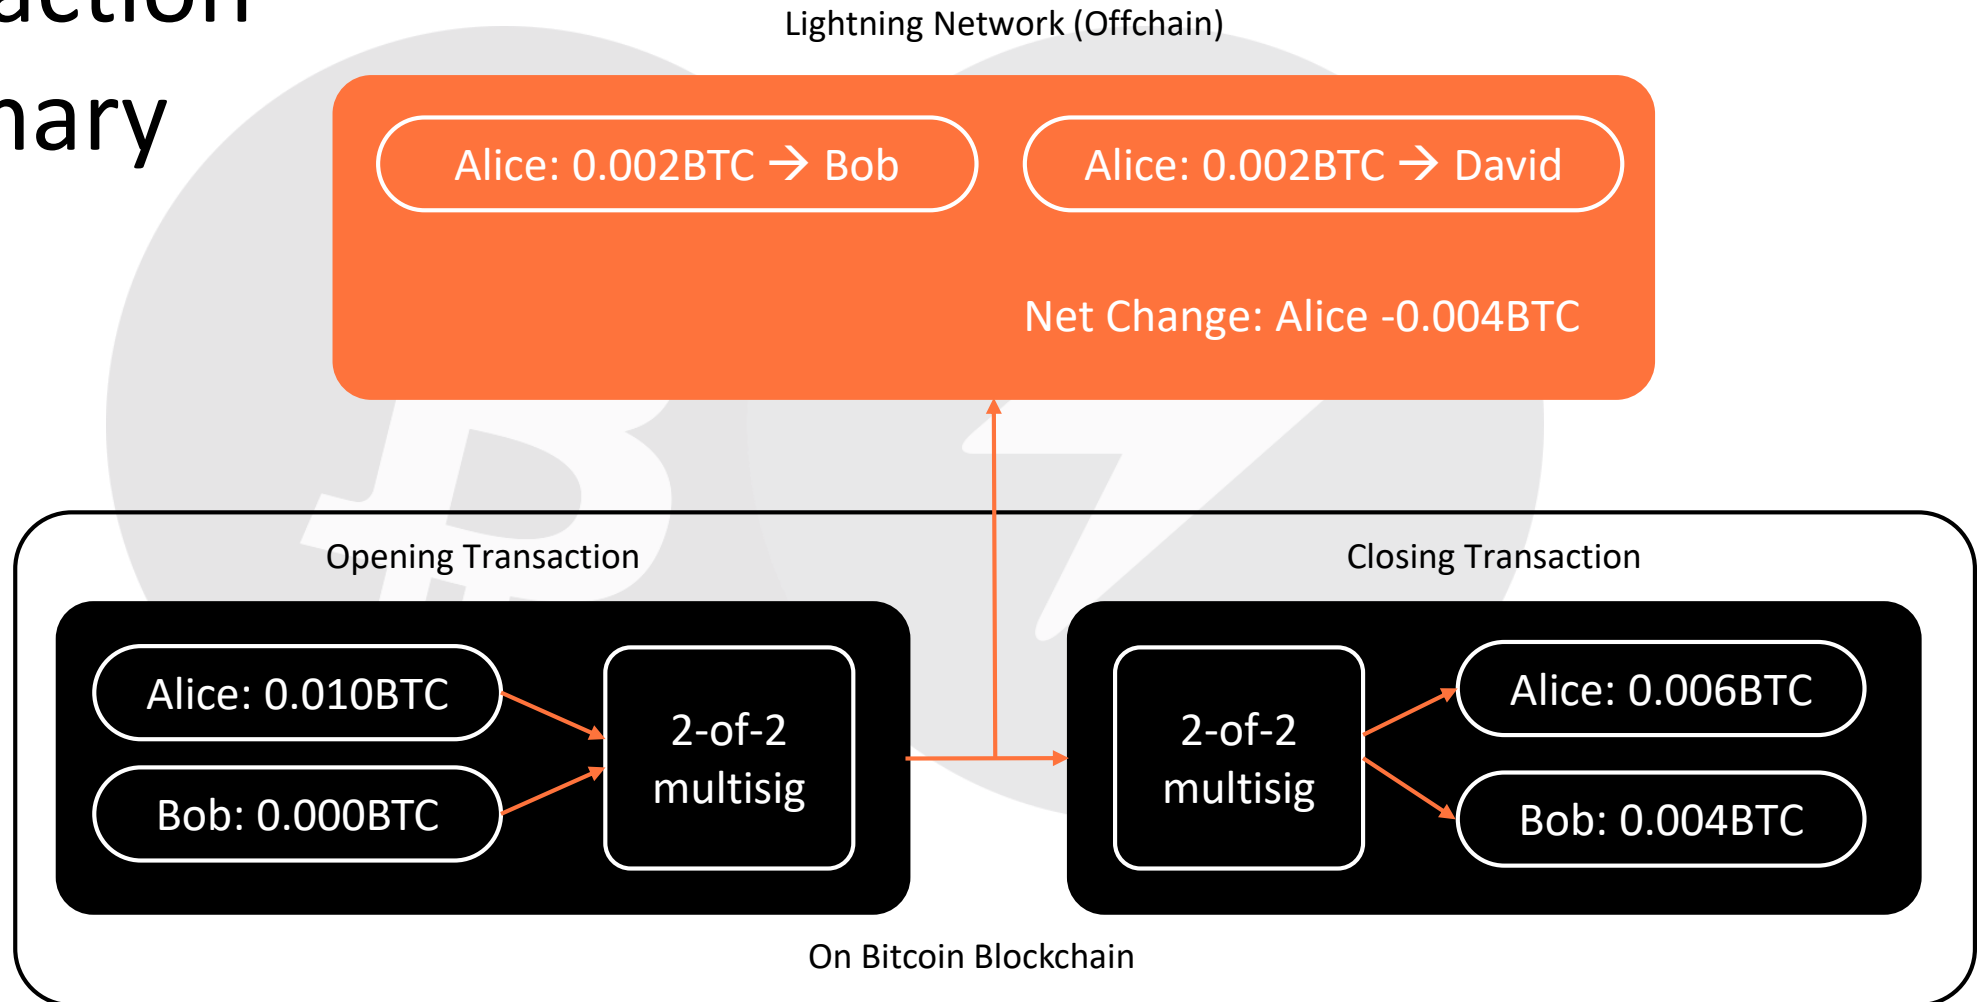 action
nary
Lightning Network (Offchain)
Alice: 0.002BTC → Bob
Alice: 0.002BTC → David
Net Change: Alice -0.004BTC
Opening Transaction
Closing Transaction
Alice: 0.010BTC
Bob: 0.000BTC
2-of-2
multisig
2-of-2
multisig
Alice: 0.006BTC
Bob: 0.004BTC
On Bitcoin Blockchain